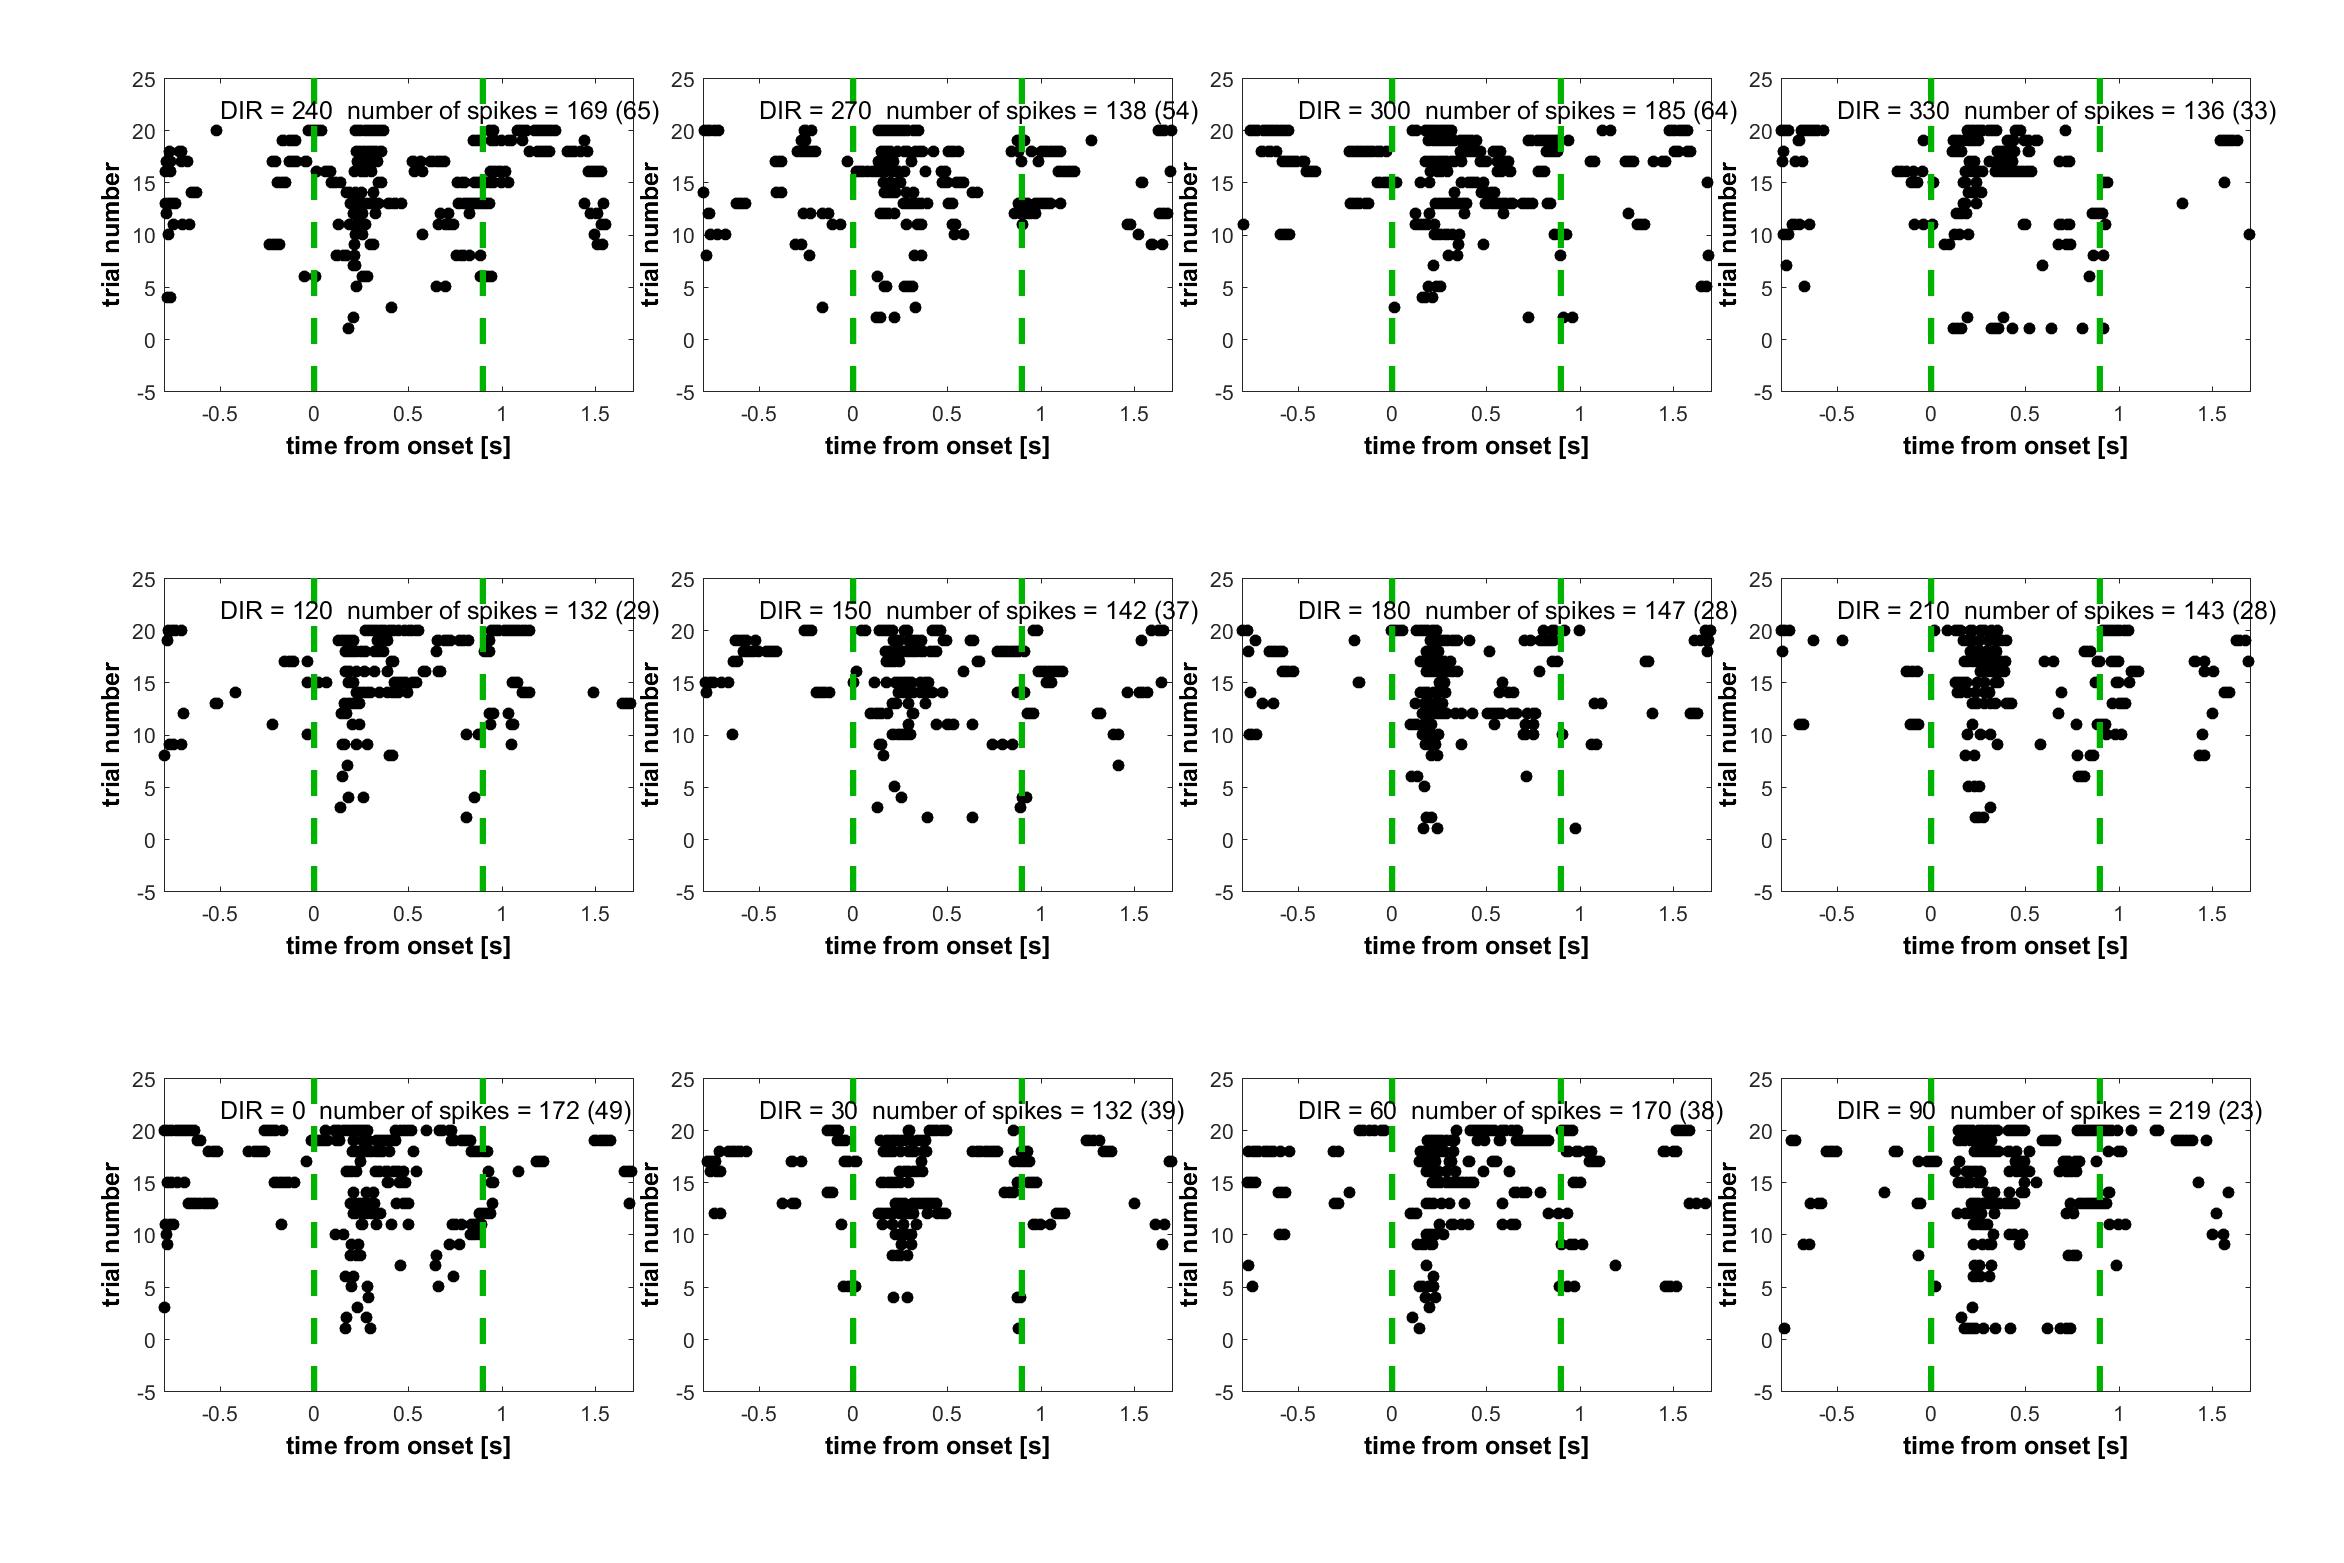 DIR = 240  number of spikes = 169 (65)
25
20
15
10
5
0
-5
trial number
-0.5 0 0.5 1 1.5
time from onset [s]
DIR = 270  number of spikes = 138 (54)
25
20
15
10
5
0
-5
trial number
-0.5 0 0.5 1 1.5
time from onset [s]
DIR = 300  number of spikes = 185 (64)
25
20
15
10
5
0
-5
trial number
-0.5 0 0.5 1 1.5
time from onset [s]
DIR = 330  number of spikes = 136 (33)
25
20
15
10
5
0
-5
trial number
-0.5 0 0.5 1 1.5
time from onset [s]
DIR = 120  number of spikes = 132 (29)
25
20
15
10
5
0
-5
trial number
-0.5 0 0.5 1 1.5
time from onset [s]
DIR = 150  number of spikes = 142 (37)
25
20
15
10
5
0
-5
trial number
-0.5 0 0.5 1 1.5
time from onset [s]
DIR = 180  number of spikes = 147 (28)
25
20
15
10
5
0
-5
trial number
-0.5 0 0.5 1 1.5
time from onset [s]
DIR = 210  number of spikes = 143 (28)
25
20
15
10
5
0
-5
trial number
-0.5 0 0.5 1 1.5
time from onset [s]
DIR = 0  number of spikes = 172 (49)
25
20
15
10
5
0
-5
trial number
-0.5 0 0.5 1 1.5
time from onset [s]
DIR = 30  number of spikes = 132 (39)
25
20
15
10
5
0
-5
trial number
-0.5 0 0.5 1 1.5
time from onset [s]
DIR = 60  number of spikes = 170 (38)
25
20
15
10
5
0
-5
trial number
-0.5 0 0.5 1 1.5
time from onset [s]
DIR = 90  number of spikes = 219 (23)
25
20
15
10
5
0
-5
trial number
-0.5 0 0.5 1 1.5
time from onset [s]